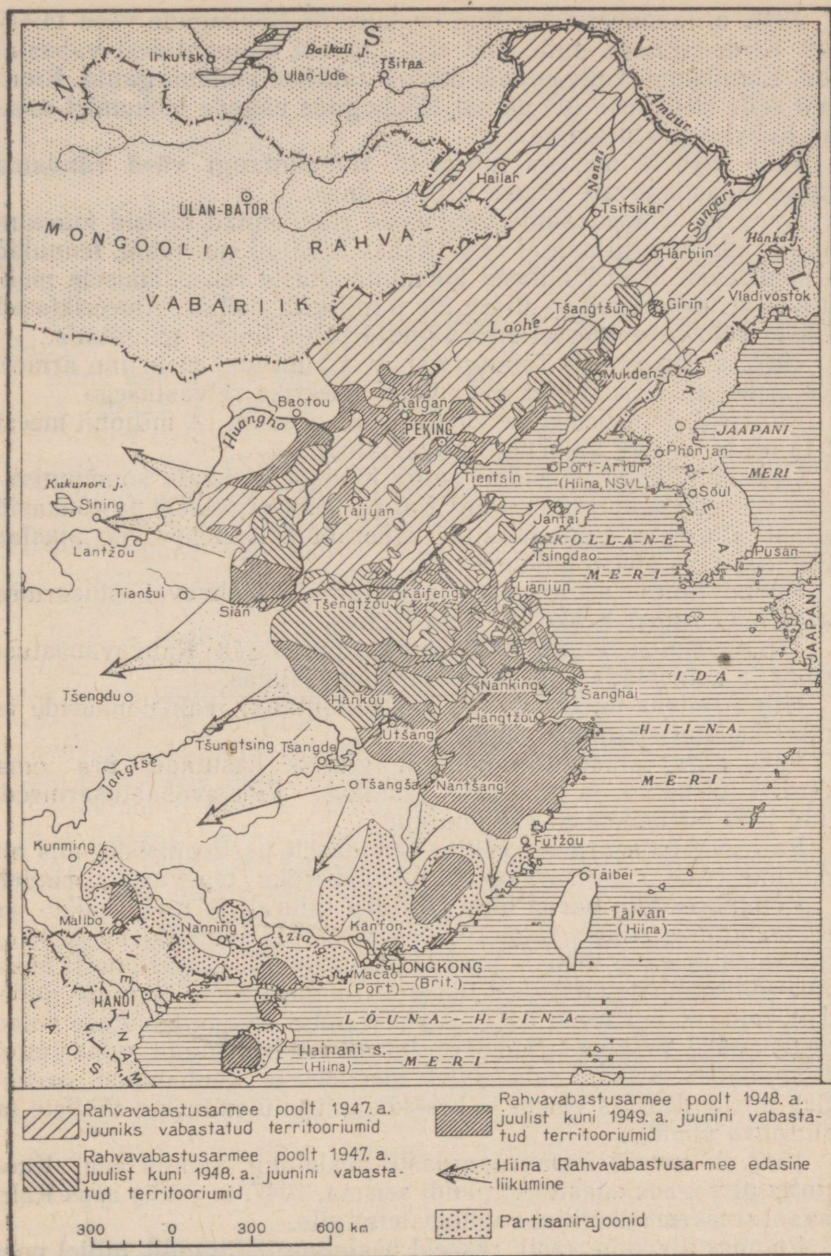 N
S
V
L
Irkutsk
Baikali j.
Ulan-Ude
Tšitaa
Amuur
Hailar
Nonni
ULAN-BATOR
Tsitsikar
Sungari
MONGOOLIA RAHVA-
VABARIIK
Harbiin
Hanka j.
Tšangtšun
Girin
Vladivostok
Laohe
Mukden
Baotou
Kalgan
Huangho
PEKING
KOREA
JAAPANI
MERI
Phönjan
Port-Artur
(Hiina, NSVL)
Tientsin
Kukunori j.
Sining
Taijuan
Söul
Jantai
Lantžou
KOLLANE
MERI
Tsingdao
Pusan
Lianjun
Tianšui
Sian
Tšengtžou
Kaifeng
JAAPAN
Tšengdu
Nanking
Šanghai
IDA-
HIINA
MERI
Hankou
Hangtžou
Utšang
Tšungtsing
Tšangde
Jangtse
Tšangša
Nantšang
Kunming
Futžou
Taibei
Taivan
(Hiina)
Malibo
Nanning
Sitziang
Kanton
VIETNAM
HANOI
Macao
(Port.)
HONGKONG
(Brit.)
LAOS
LÕUNA-HIINA
MERI
Hainani s.
(Hiina)
Rahvavabastusarmee poolt 1947. a.
juuniks vabastatud territooriumid
Rahvavabastusarmee poolt 1947. a.
juulist kuni 1948. a. juunini vabasta-
tud territooriumid
Rahvavabastusarmee poolt 1948. a.
juulist kuni 1949. a. juunini vabasta-
tud territooriumid
Hiina Rahvavabastusarmee edasine
liikumine
Partisanirajoonid
300 0 300 600 km